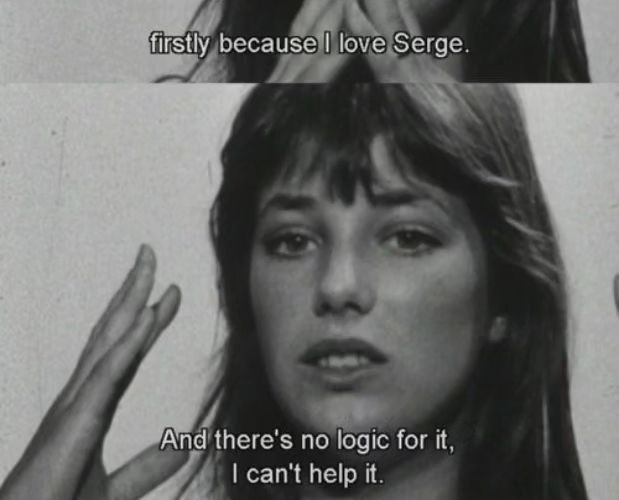 firstly because I love Serge.
And there's no logic for it,
I can't help it.